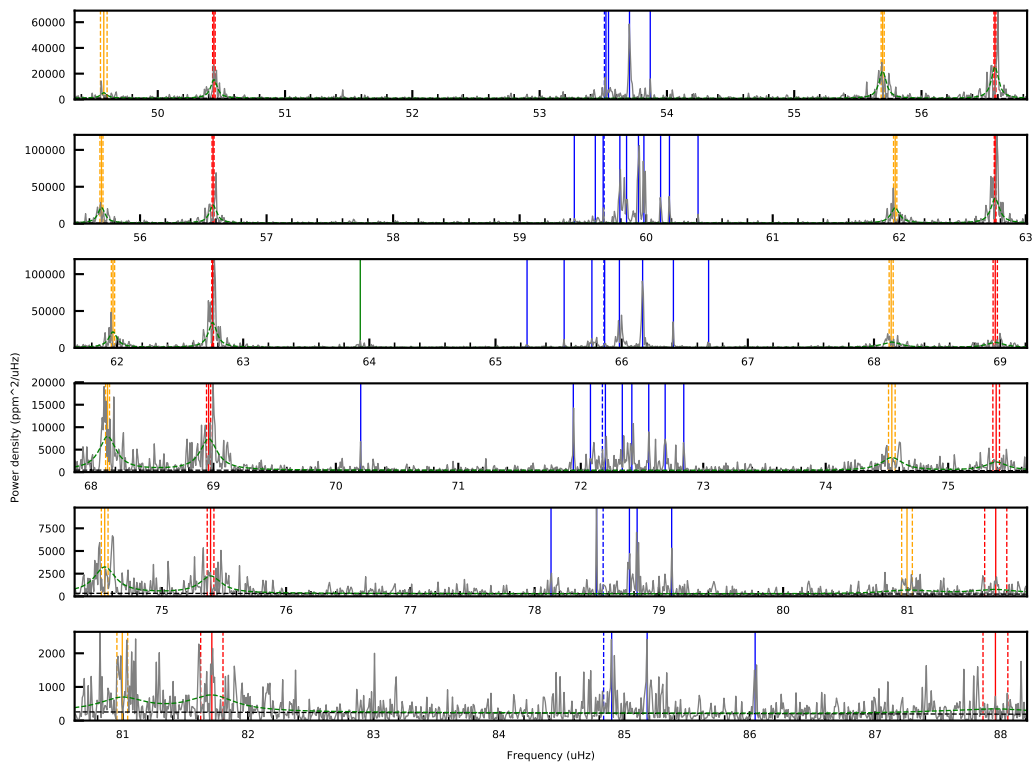 60000
40000
20000
0
50 51 52 53 54 55 56
100000
50000
0
56 57 58 59 60 61 62 63
100000
50000
0
62 63 64 65 66 67 68 69
Power density (ppm^2/uHz)
20000
15000
10000
5000
0
68 69 70 71 72 73 74 75
7500
5000
2500
0
75 76 77 78 79 80 81
2000
1000
0
81 82 83 84 85 86 87 88
Frequency (uHz)